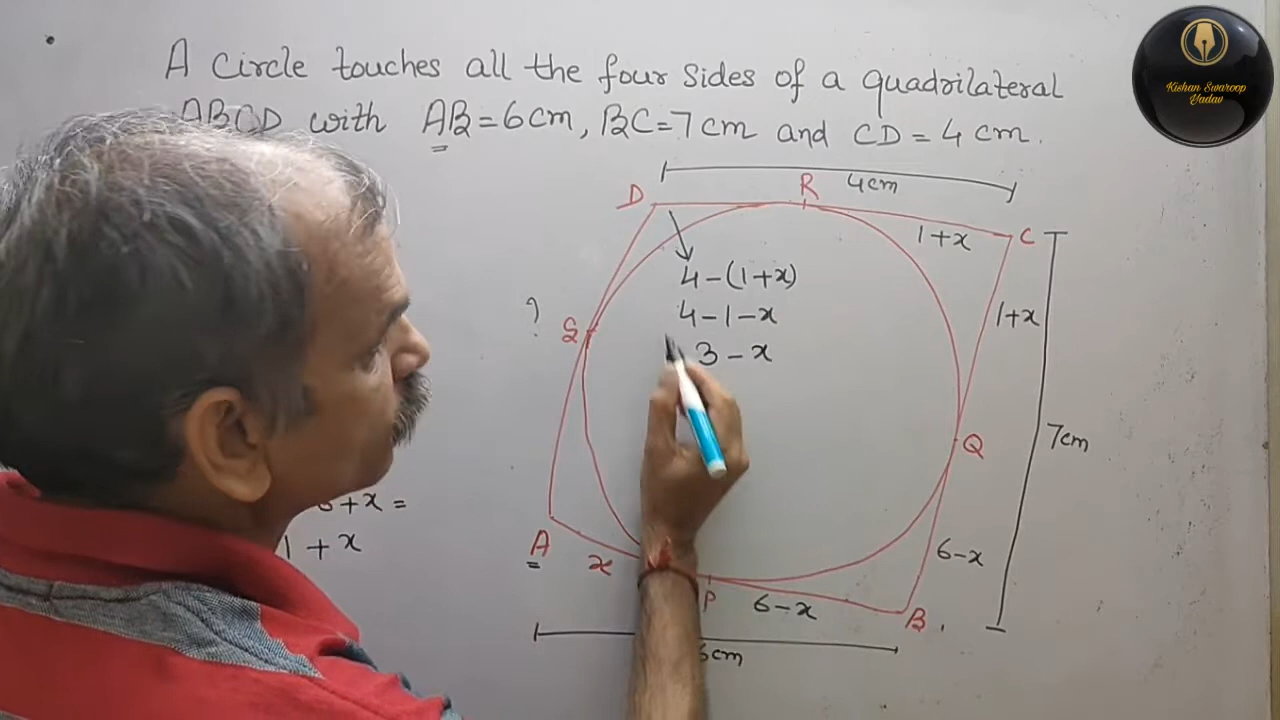 A Circle touches all the four sides of a quadrilateral
ABCD with AB = 6 cm, BC = 7 cm and CD = 4 cm.
Kishan Swaroop
Yadav
D
R
4cm
1+x
C
4-(1+x)
4-1-x
3-x
?
S
1+x
7cm
Q
+x =
1 + x
A
x
P
6-x
6-x
B
6cm